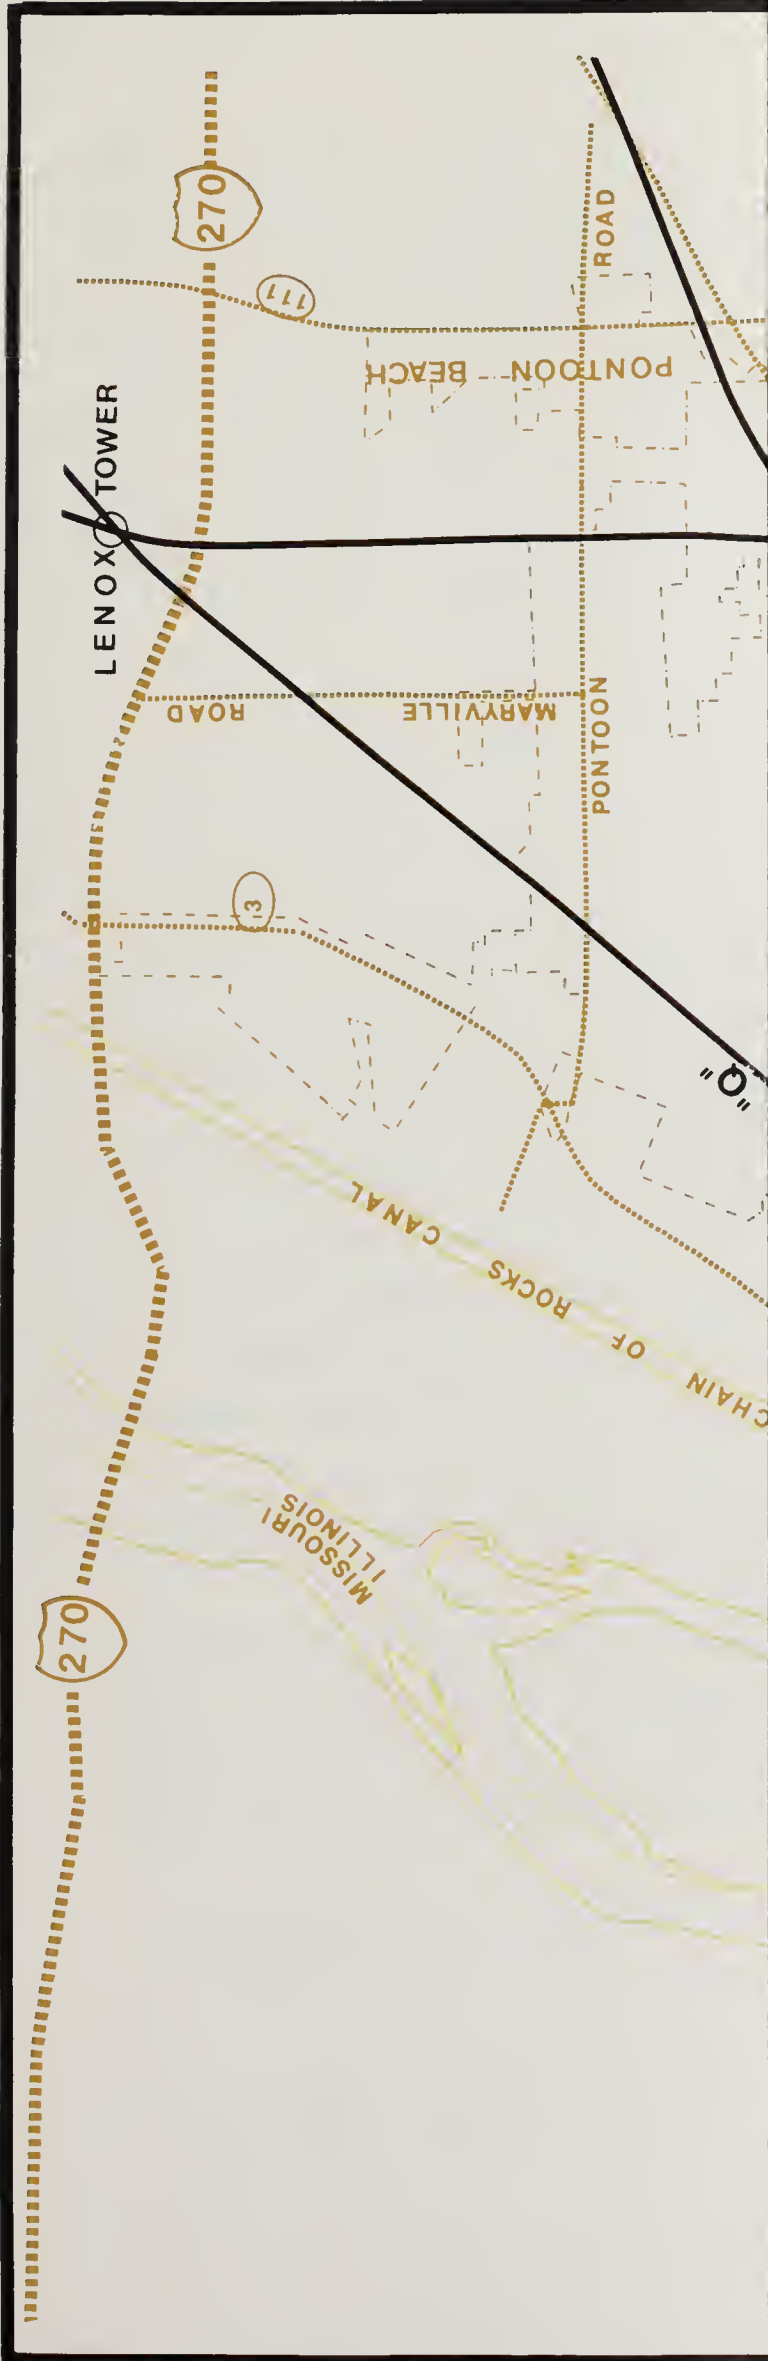 270
111
PONTOON BEACH
ROAD
LENOX TOWER
MARYVILLE ROAD
PONTOON
3
"Q"
CHAIN OF ROCKS CANAL
MISSOURI
ILLINOIS
270